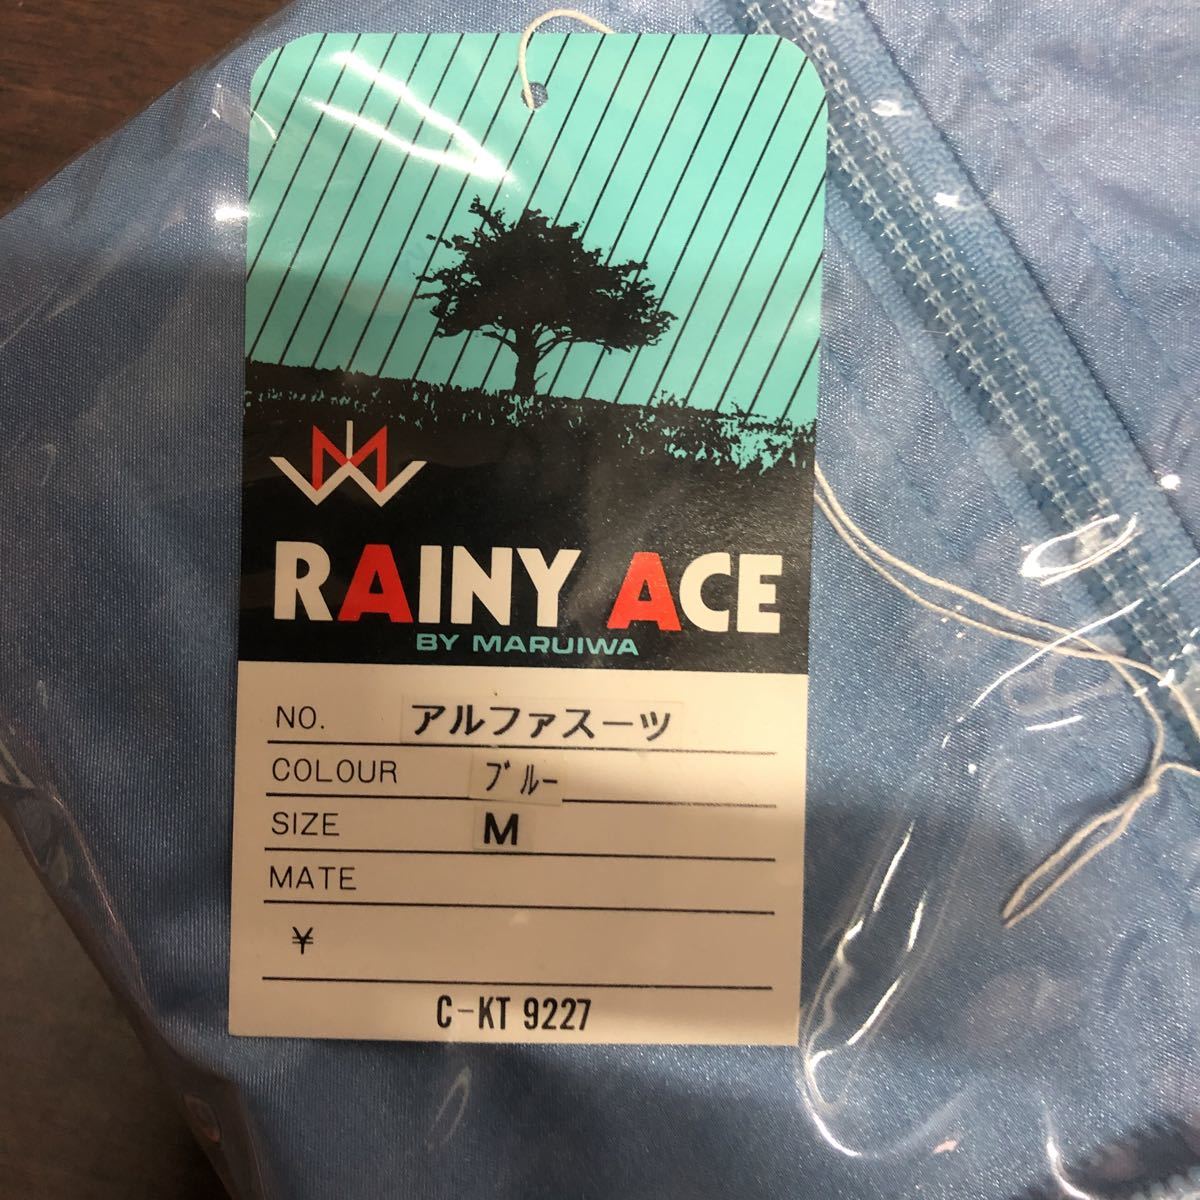 RAINY ACE
BY MARUIWA
NO. アルファスーツ
COLOUR ブルー
SIZE M
MATE
¥
C-KT 9227